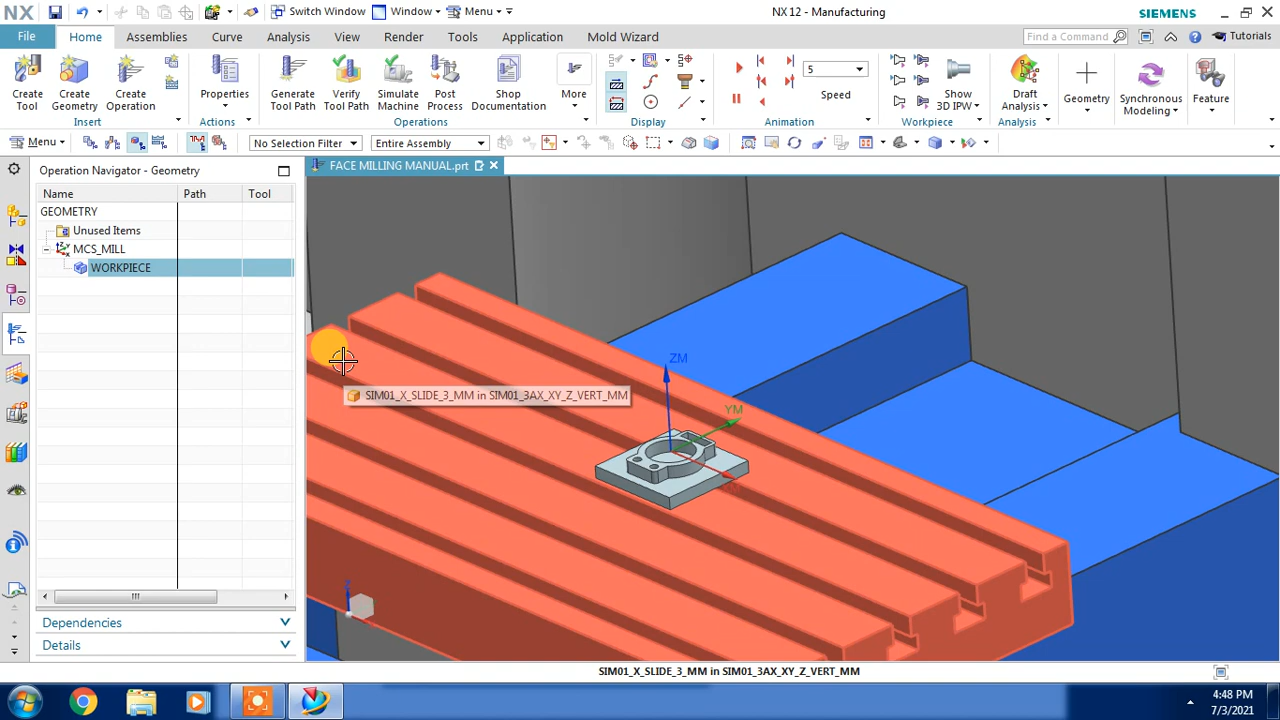 NX
Switch Window
Window
Menu
NX 12 - Manufacturing
SIEMENS
File
Home
Assemblies
Curve
Analysis
View
Render
Tools
Application
Mold Wizard
Find a Command
Tutorials
Create Tool
Create Geometry
Create Operation
Properties
Generate Tool Path
Verify Tool Path
Simulate Machine
Post Process
Shop Documentation
More
5
Speed
Show 3D IPW
Draft Analysis
Geometry
Synchronous Modeling
Feature
Insert
Actions
Operations
Display
Animation
Workpiece
Analysis
Menu
No Selection Filter
Entire Assembly
Operation Navigator - Geometry
FACE MILLING MANUAL.prt
Name
Path
Tool
GEOMETRY
Unused Items
MCS_MILL
WORKPIECE
ZM
YM
SIM01_X_SLIDE_3_MM in SIM01_3AX_XY_Z_VERT_MM
Z
Dependencies
Details
SIM01_X_SLIDE_3_MM in SIM01_3AX_XY_Z_VERT_MM
4:48 PM
7/3/2021